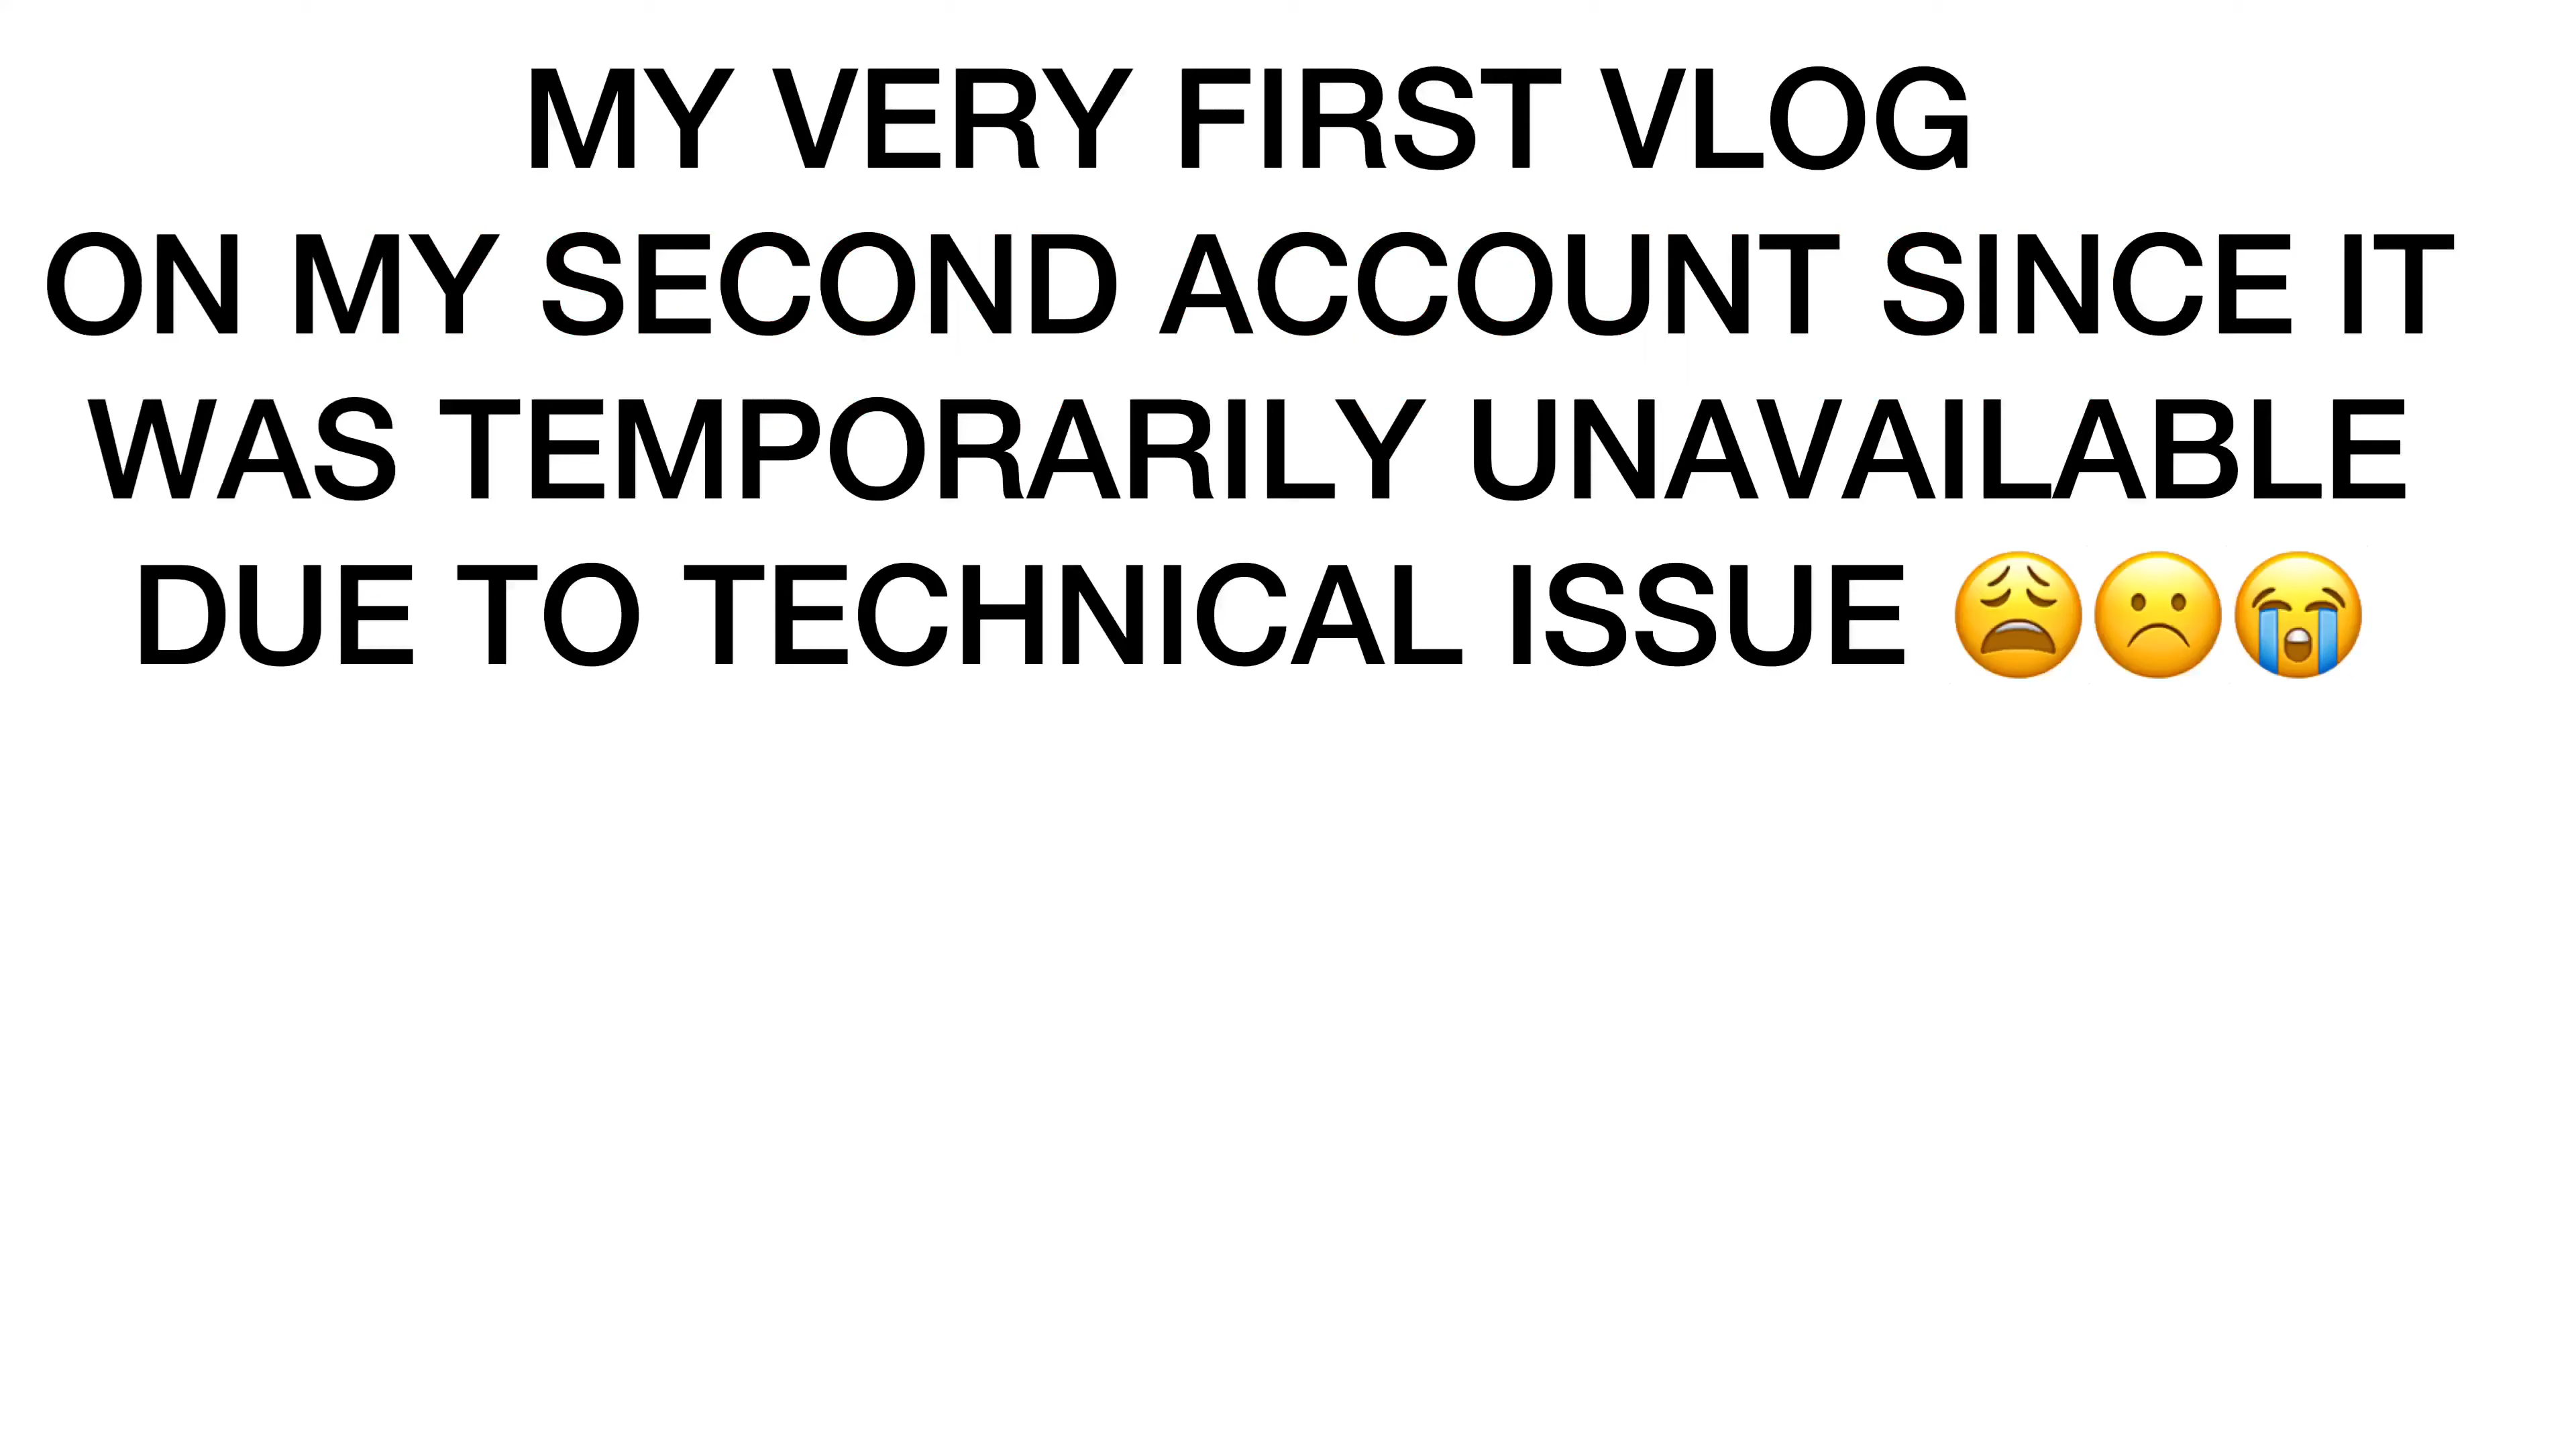 MY VERY FIRST VLOG
ON MY SECOND ACCOUNT SINCE IT
WAS TEMPORARILY UNAVAILABLE
DUE TO TECHNICAL ISSUE 😩🙁😭